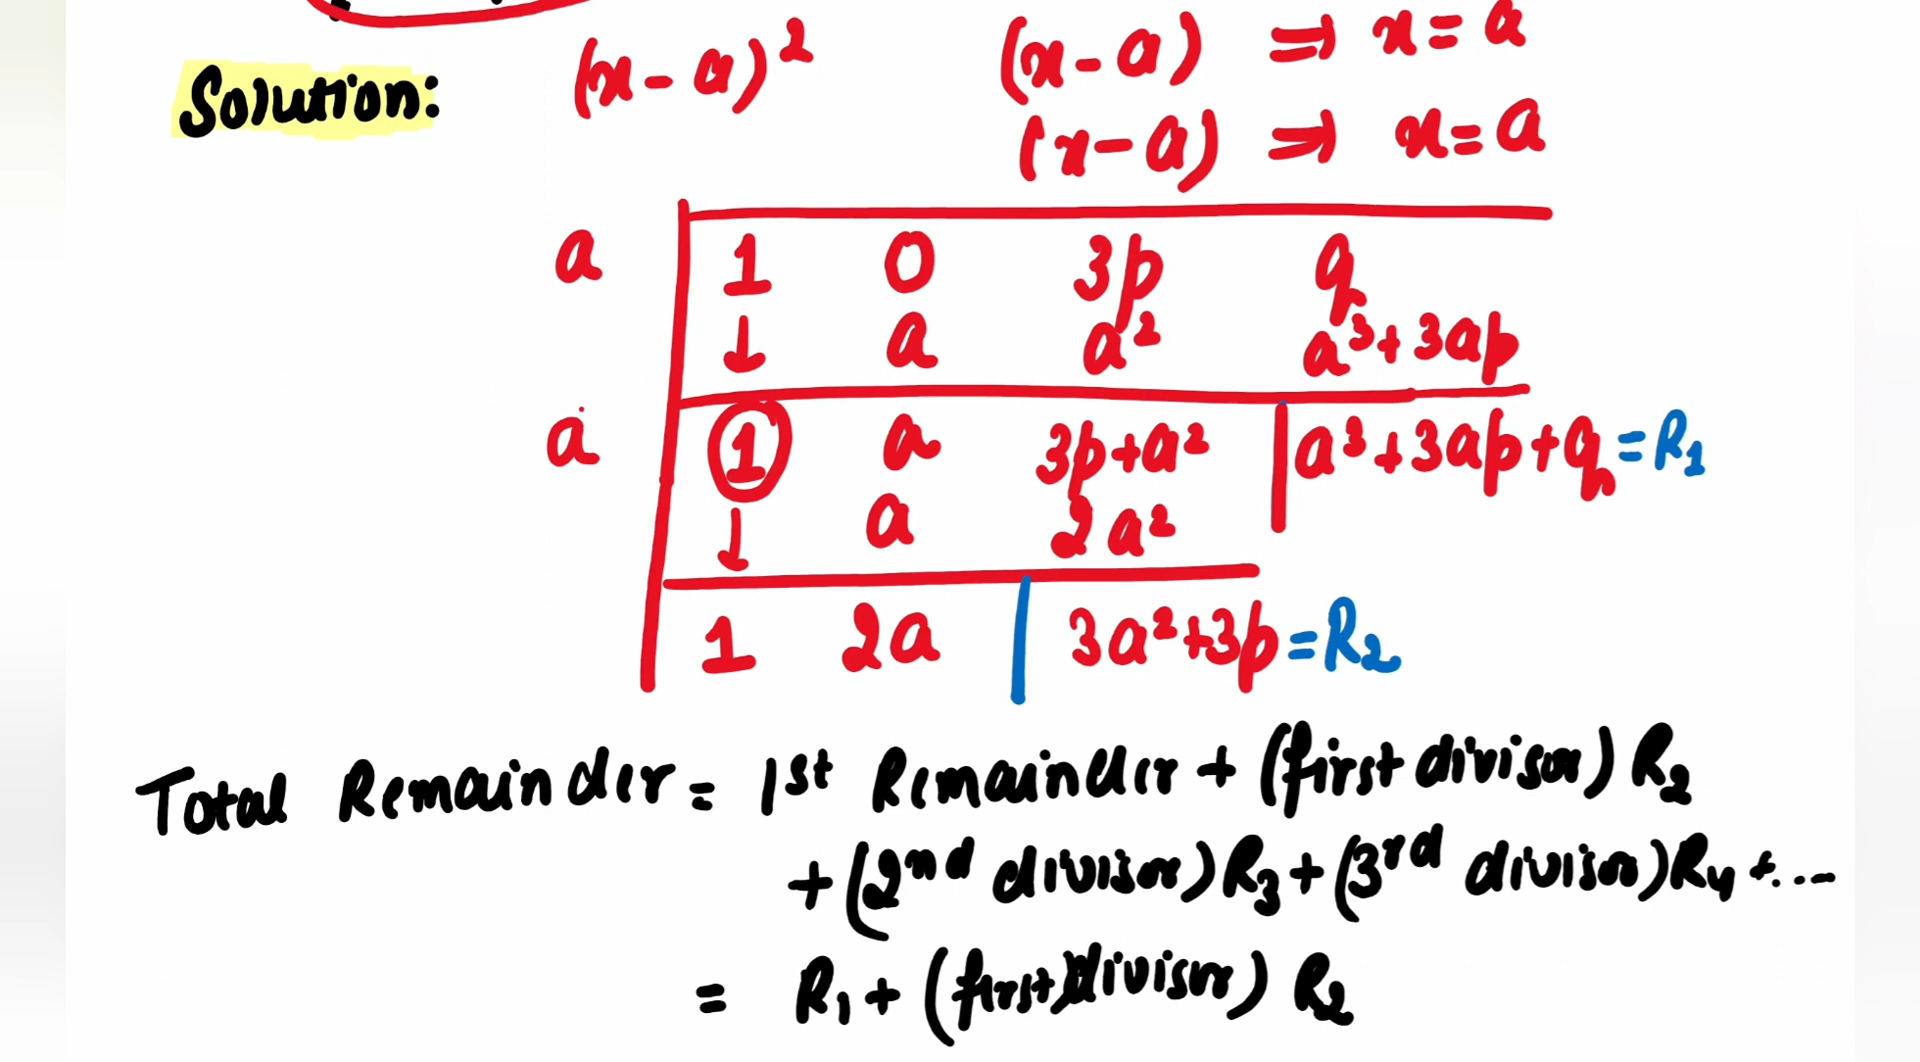 (x-a)² (x-a) ⇒ x=a
Solution:
(x-a) ⇒ x=a
a 1 0 3p q
↓ a a² a³+3ap
a 1 a 3p+a² a³+3ap+q=R₁
↓ a 2a²
1 2a 3a²+3p=R₂
Total Remainder = 1st Remainder + (first divisor) R₂
+ (2nd divisor) R₃ + (3rd divisor) R₄ + ....
= R₁ + (first divisor) R₂